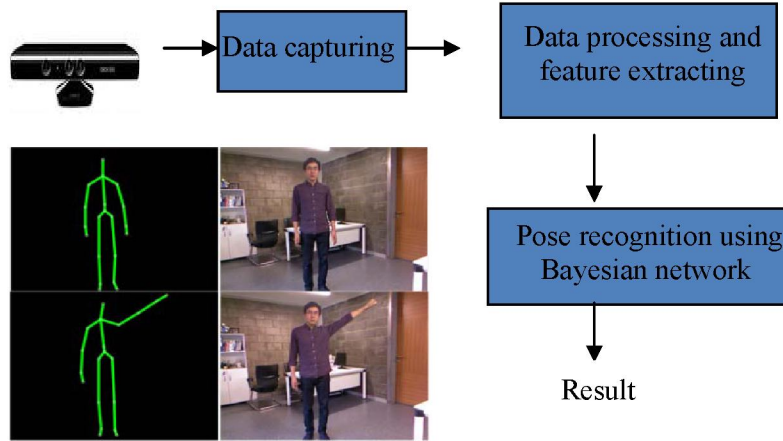 Data capturing
Data processing and
feature extracting
Pose recognition using
Bayesian network
Result